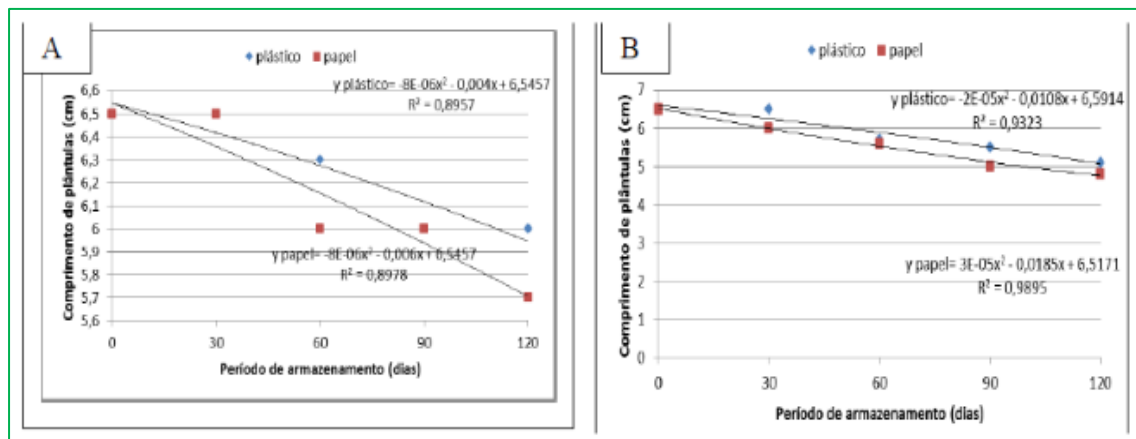 A
plástico papel
y plástico= -8E-06x² - 0,004x + 6,5457
R² = 0,8957
Comprimento de plântulas (cm)
6,6
6,5
6,4
6,3
6,2
6,1
6
5,9
5,8
5,7
5,6
y papel= -8E-06x² - 0,006x + 6,5457
R² = 0,8978
0 30 60 90 120
Período de armazenamento (dias)
B
plástico papel
y plástico= -2E-05x² - 0,0108x + 6,5914
R² = 0,9323
Comprimento de plântulas (cm)
7
6
5
4
3
2
1
0
y papel= 3E-05x² - 0,0185x + 6,5171
R² = 0,9895
0 30 60 90 120
Período de armazenamento (dias)